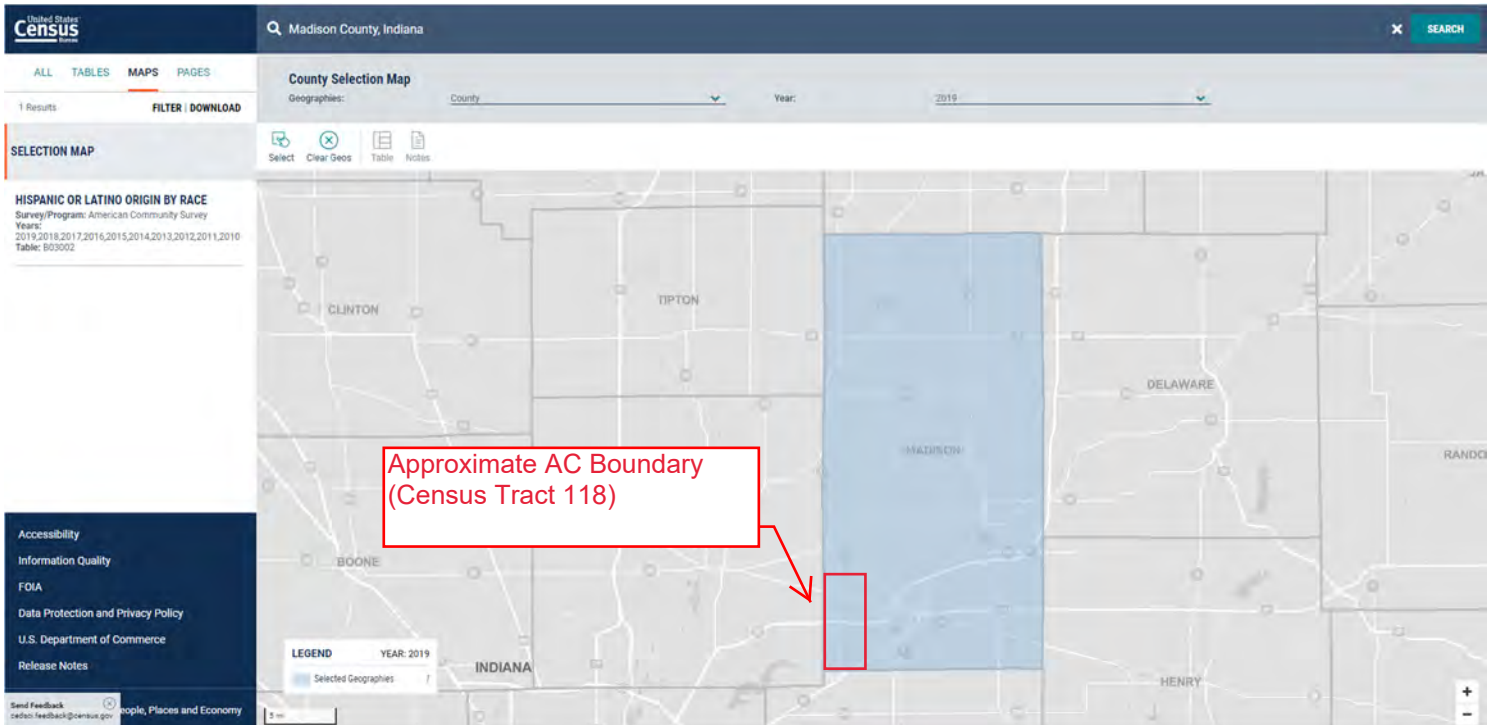 United States
Census
Bureau
Madison County, Indiana
SEARCH
ALL TABLES MAPS PAGES
1 Results FILTER | DOWNLOAD
County Selection Map
Geographies: County Year: 2019
SELECTION MAP
Select Clear Geos Table Notes
HISPANIC OR LATINO ORIGIN BY RACE
Survey/Program: American Community Survey
Years:
2019,2018,2017,2016,2015,2014,2013,2012,2011,2010
Table: B03002
CLINTON
TIPTON
DELAWARE
MADISON
RANDO
Approximate AC Boundary
(Census Tract 118)
BOONE
INDIANA
HENRY
LEGEND YEAR: 2019
Selected Geographies
5 mi
Accessibility
Information Quality
FOIA
Data Protection and Privacy Policy
U.S. Department of Commerce
Release Notes
Send Feedback
cedsci.feedback@census.gov
eople, Places and Economy
+
−